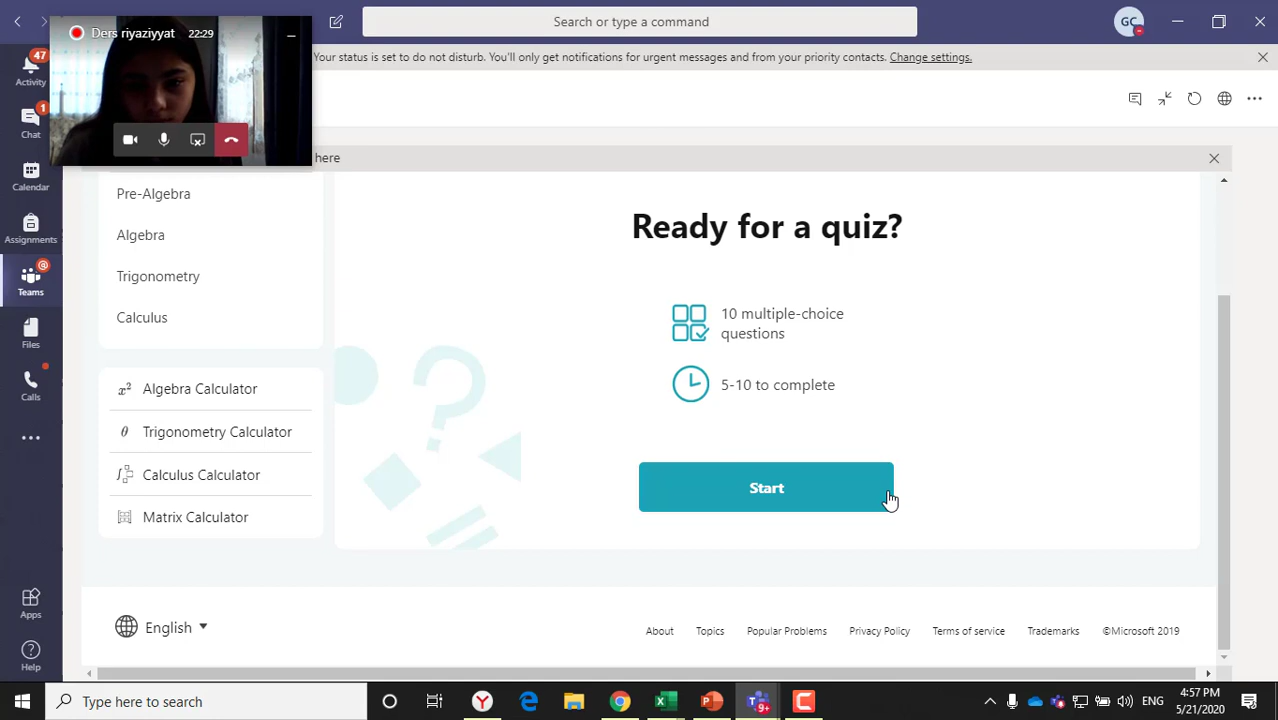 Search or type a command
GC
Ders riyaziyyat 22:29
Your status is set to do not disturb. You'll only get notifications for urgent messages and from your priority contacts. Change settings.
47
Activity
1
Chat
Calendar
Assignments
@
Teams
Files
Calls
Apps
Help
here
Pre-Algebra
Algebra
Trigonometry
Calculus
x² Algebra Calculator
θ Trigonometry Calculator
Calculus Calculator
Matrix Calculator
Ready for a quiz?
10 multiple-choice
questions
5-10 to complete
Start
English
About Topics Popular Problems Privacy Policy Terms of service Trademarks ©Microsoft 2019
Type here to search
9+
ENG
4:57 PM
5/21/2020